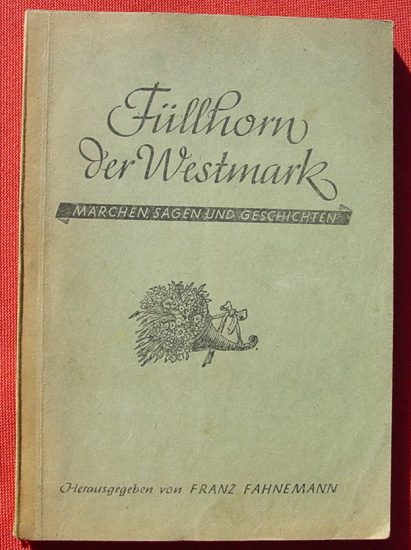 Füllhorn
der Westmark
MÄRCHEN, SAGEN UND GESCHICHTEN
Herausgegeben von FRANZ FAHNEMANN